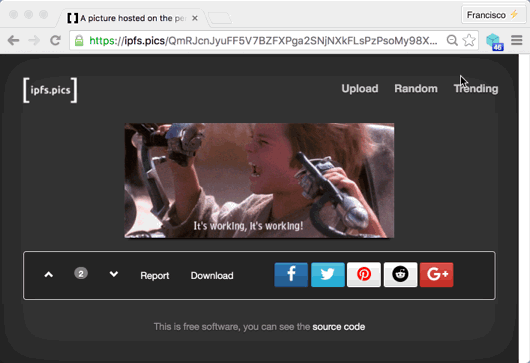 A picture hosted on the pe
Francisco
https://ipfs.pics/QmRJcnJyuFF5V7BZFXPga2SNjNXkFLsPzPsoMy98X...
46
[ipfs.pics]
Upload Random Trending
It's working, it's working!
2 Report Download
f G+
This is free software, you can see the source code